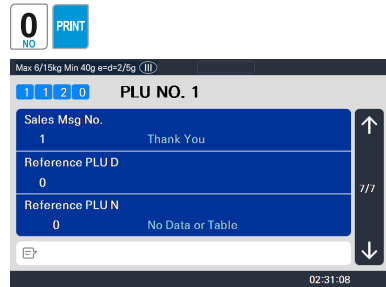 0
NO
PRINT
Max 6/15kg Min 40g e=d=2/5g III
1 1 2 0 PLU NO. 1
Sales Msg No.
1 Thank You
Reference PLU D
0
7/7
Reference PLU N
0 No Data or Table
02:31:08